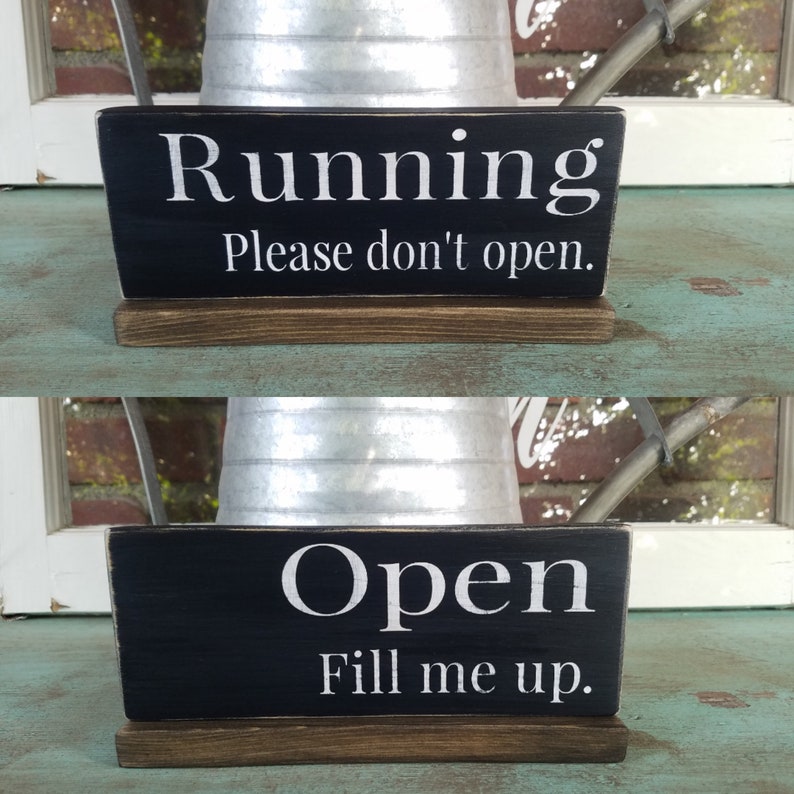 Running
Please don't open.
Open
Fill me up.